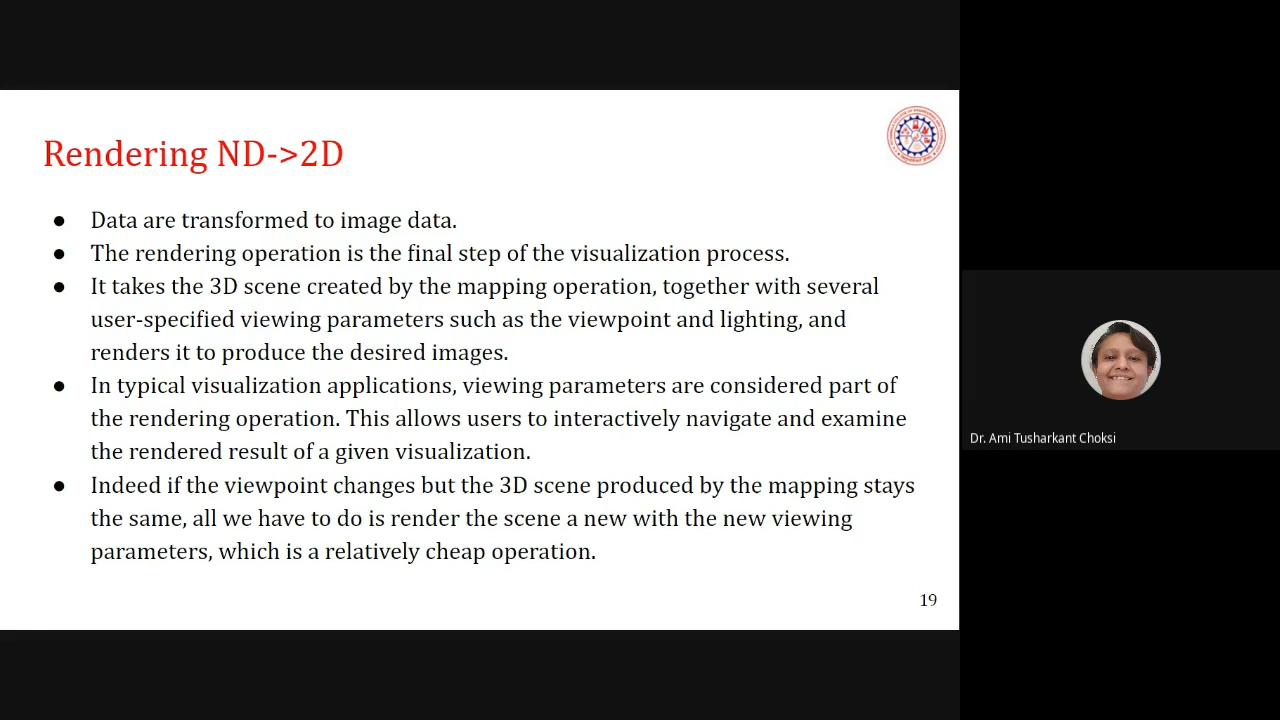 Rendering ND->2D
● Data are transformed to image data.
● The rendering operation is the final step of the visualization process.
● It takes the 3D scene created by the mapping operation, together with several
user-specified viewing parameters such as the viewpoint and lighting, and
renders it to produce the desired images.
● In typical visualization applications, viewing parameters are considered part of
the rendering operation. This allows users to interactively navigate and examine
the rendered result of a given visualization.
● Indeed if the viewpoint changes but the 3D scene produced by the mapping stays
the same, all we have to do is render the scene a new with the new viewing
parameters, which is a relatively cheap operation.
19
Dr. Ami Tusharkant Choksi